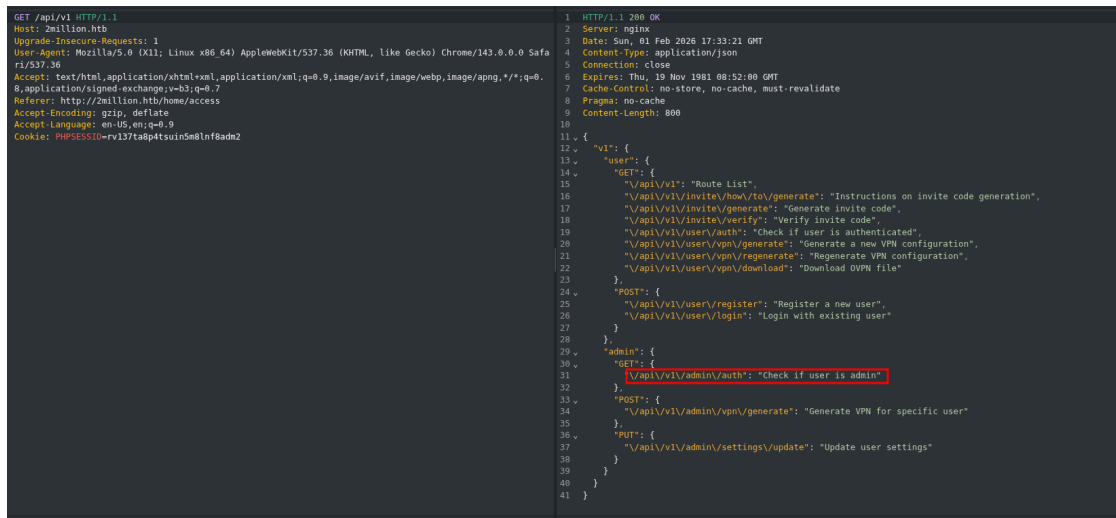 GET /api/v1 HTTP/1.1
Host: 2million.htb
Upgrade-Insecure-Requests: 1
User-Agent: Mozilla/5.0 (X11; Linux x86_64) AppleWebKit/537.36 (KHTML, like Gecko) Chrome/143.0.0.0 Safa
ri/537.36
Accept: text/html,application/xhtml+xml,application/xml;q=0.9,image/avif,image/webp,image/apng,*/*;q=0.
8,application/signed-exchange;v=b3;q=0.7
Referer: http://2million.htb/home/access
Accept-Encoding: gzip, deflate
Accept-Language: en-US,en;q=0.9
Cookie: PHPSESSID=rv137ta8p4tsuin5m8lnf8adm2
1 HTTP/1.1 200 OK
2 Server: nginx
3 Date: Sun, 01 Feb 2026 17:33:21 GMT
4 Content-Type: application/json
5 Connection: close
6 Expires: Thu, 19 Nov 1981 08:52:00 GMT
7 Cache-Control: no-store, no-cache, must-revalidate
8 Pragma: no-cache
9 Content-Length: 800
10
11 {
12 "v1": {
13 "user": {
14 "GET": {
15 "\/api\/v1": "Route List",
16 "\/api\/v1\/invite\/how\/to\/generate": "Instructions on invite code generation",
17 "\/api\/v1\/invite\/generate": "Generate invite code",
18 "\/api\/v1\/invite\/verify": "Verify invite code",
19 "\/api\/v1\/user\/auth": "Check if user is authenticated",
20 "\/api\/v1\/user\/vpn\/generate": "Generate a new VPN configuration",
21 "\/api\/v1\/user\/vpn\/regenerate": "Regenerate VPN configuration",
22 "\/api\/v1\/user\/vpn\/download": "Download OVPN file"
23 },
24 "POST": {
25 "\/api\/v1\/user\/register": "Register a new user",
26 "\/api\/v1\/user\/login": "Login with existing user"
27 }
28 },
29 "admin": {
30 "GET": {
31 "\/api\/v1\/admin\/auth": "Check if user is admin"
32 },
33 "POST": {
34 "\/api\/v1\/admin\/vpn\/generate": "Generate VPN for specific user"
35 },
36 "PUT": {
37 "\/api\/v1\/admin\/settings\/update": "Update user settings"
38 }
39 }
40 }
41 }